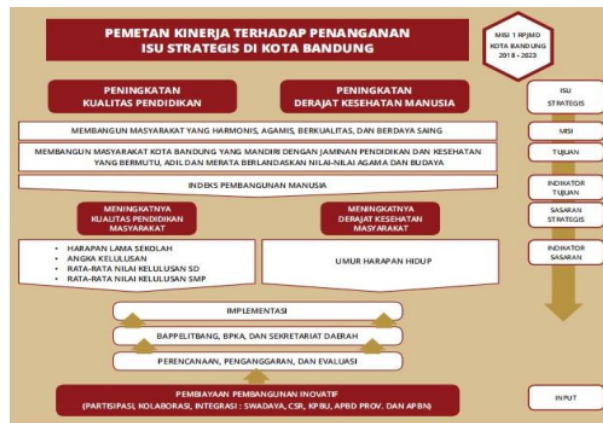 PEMETAN KINERJA TERHADAP PENANGANAN
ISU STRATEGIS DI KOTA BANDUNG
MISI 1 RPJMD
KOTA BANDUNG
2018 - 2023
PENINGKATAN
KUALITAS PENDIDIKAN
PENINGKATAN
DERAJAT KESEHATAN MANUSIA
ISU
STRATEGIS
MEMBANGUN MASYARAKAT YANG HARMONIS, AGAMIS, BERKUALITAS, DAN BERDAYA SAING
MISI
MEMBANGUN MASYARAKAT KOTA BANDUNG YANG MANDIRI DENGAN JAMINAN PENDIDIKAN DAN KESEHATAN
YANG BERMUTU, ADIL DAN MERATA BERLANDASKAN NILAI-NILAI AGAMA DAN BUDAYA
TUJUAN
INDEKS PEMBANGUNAN MANUSIA
INDIKATOR
TUJUAN
MENINGKATNYA
KUALITAS PENDIDIKAN
MASYARAKAT
MENINGKATNYA
DERAJAT KESEHATAN
MASYARAKAT
SASARAN
STRATEGIS
• HARAPAN LAMA SEKOLAH
• ANGKA KELULUSAN
• RATA-RATA NILAI KELULUSAN SD
• RATA-RATA NILAI KELULUSAN SMP
UMUR HARAPAN HIDUP
INDIKATOR
SASARAN
IMPLEMENTASI
BAPPELITBANG, BPKA, DAN SEKRETARIAT DAERAH
PERENCANAAN, PENGANGGARAN, DAN EVALUASI
PEMBIAYAAN PEMBANGUNAN INOVATIF
(PARTISIPASI, KOLABORASI, INTEGRASI : SWADAYA, CSR, KPBU, APBD PROV. DAN APBN)
INPUT